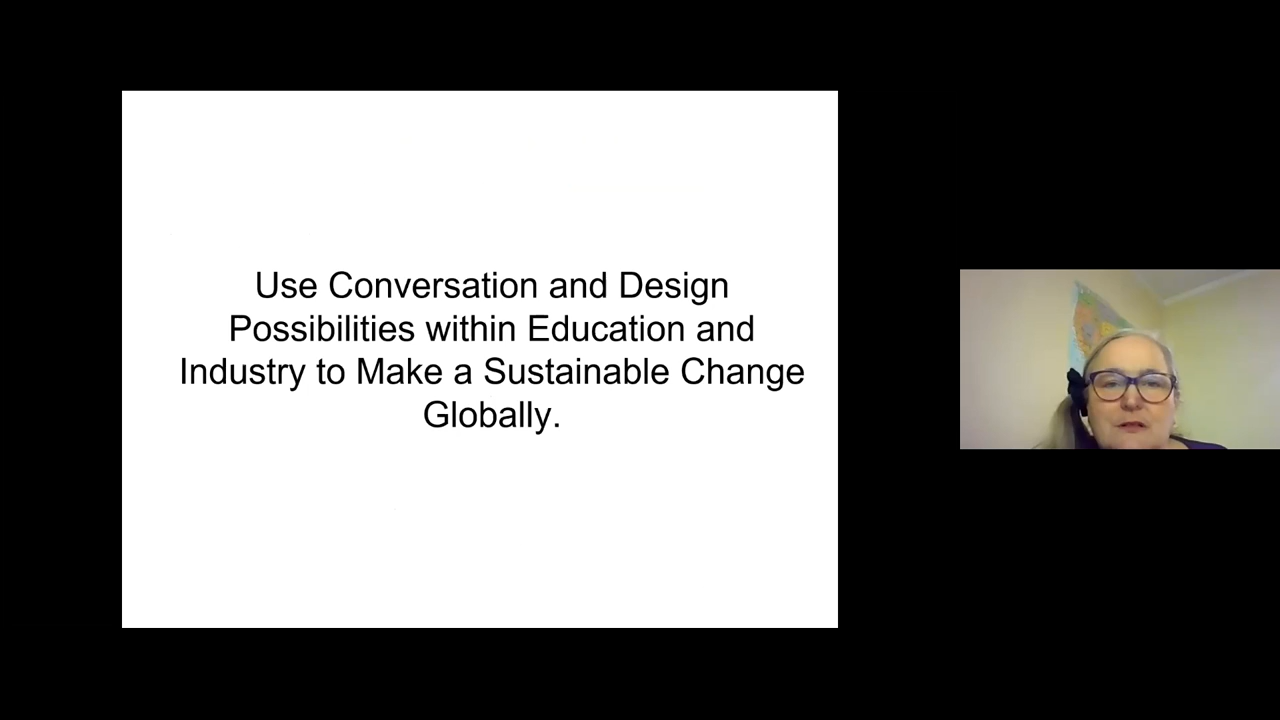 Use Conversation and Design
Possibilities within Education and
Industry to Make a Sustainable Change
Globally.